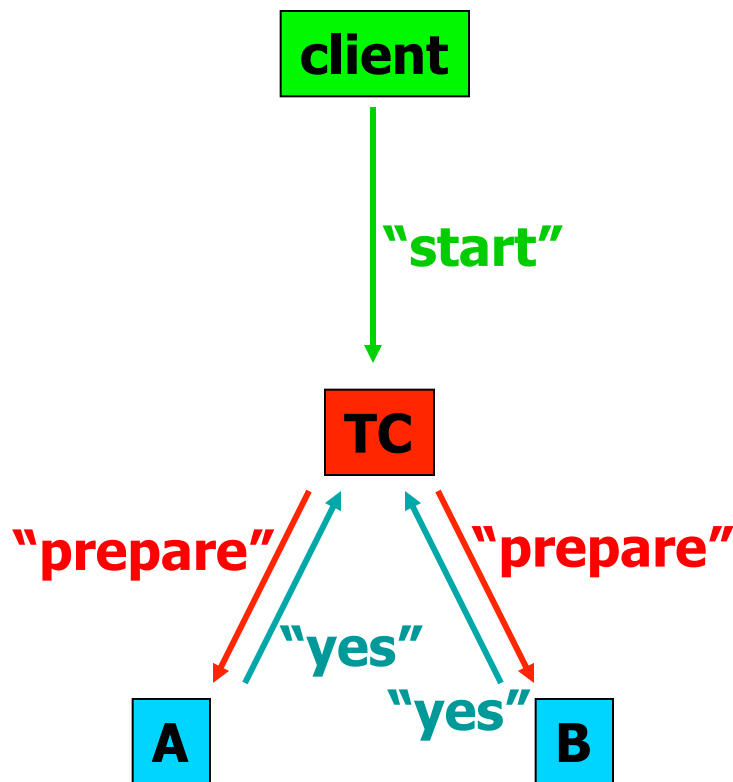 client
“start”
TC
“prepare”
“prepare”
“yes”
“yes”
A
B